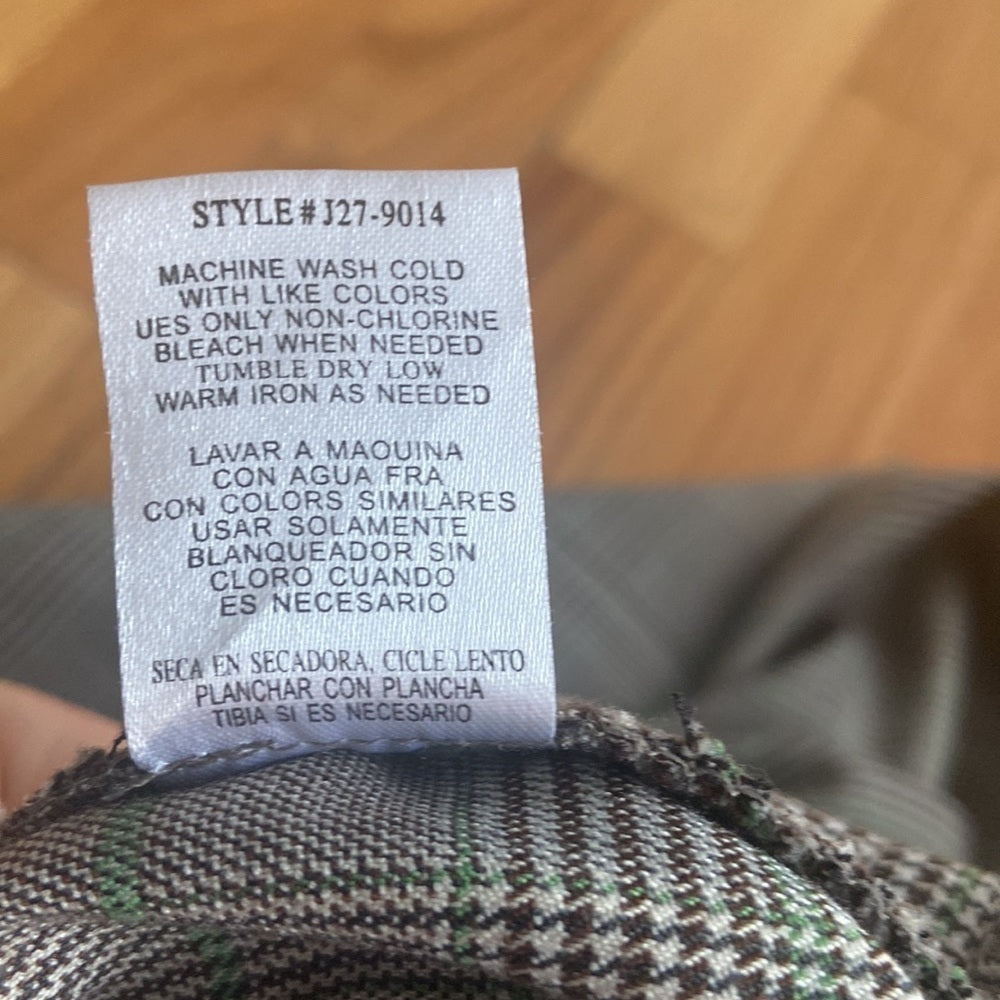 STYLE#J27-9014
MACHINE WASH COLD
WITH LIKE COLORS
UES ONLY NON-CHLORINE
BLEACH WHEN NEEDED
TUMBLE DRY LOW
WARM IRON AS NEEDED
LAVAR A MAQUINA
CON AGUA FRA
CON COLORS SIMILARES
USAR SOLAMENTE
BLANQUEADOR SIN
CLORO CUANDO
ES NECESARIO
SECA EN SECADORA. CICLE LENTO
PLANCHAR CON PLANCHA
TIBIA SI ES NECESARIO